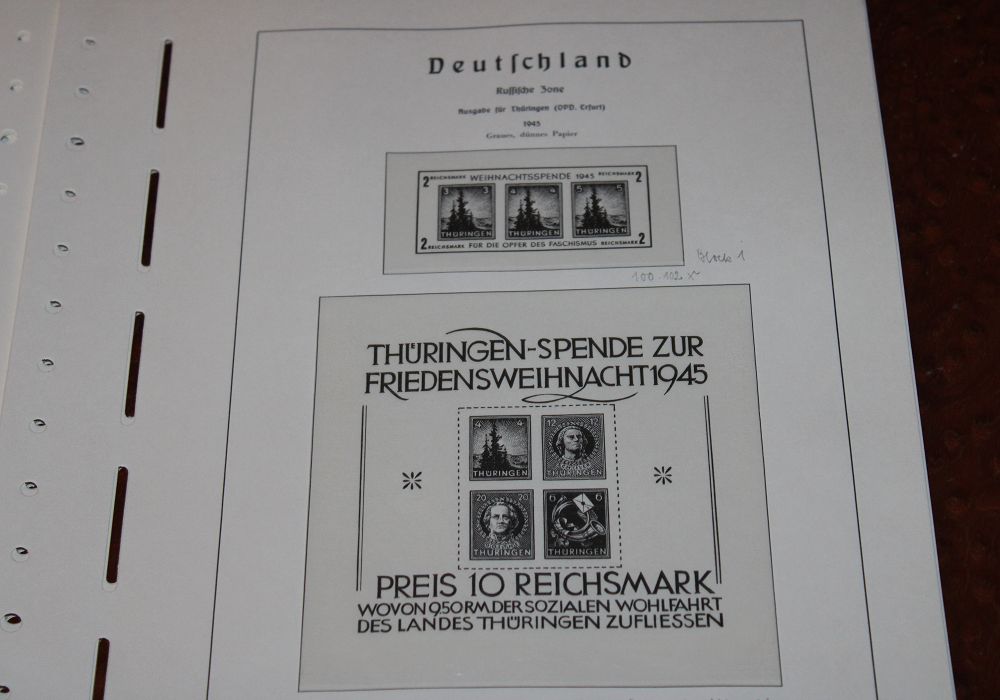 Deutſchland
Ruſſiſche Zone
Ausgabe für Thüringen (OPD. Erfurt)
1945
Graues, dünnes Papier
2 REICHSMARK WEIHNACHTSSPENDE 1945 REICHSMARK 2
3 3 4 4 5 5
THÜRINGEN THÜRINGEN THÜRINGEN
2 REICHSMARK FÜR DIE OPFER DES FASCHISMUS REICHSMARK 2
Block 1
100-102 x
THÜRINGEN-SPENDE ZUR
FRIEDENSWEIHNACHT 1945
4 4 12 12
THÜRINGEN THÜRINGEN
20 20 6 6
THÜRINGEN THÜRINGEN
PREIS 10 REICHSMARK
WOVON 9,50 RM. DER SOZIALEN WOHLFAHRT
DES LANDES THÜRINGEN ZUFLIESSEN